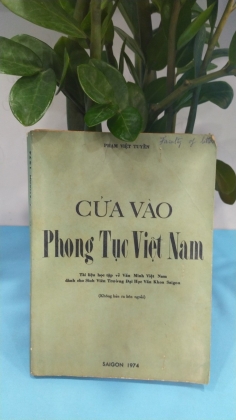 PHẠM VIỆT TUYỀN
CỬA VÀO
Phong Tục Việt Nam
Tài liệu học tập về Văn Minh Việt Nam
dành cho Sinh Viên Trường Đại Học Văn Khoa Saigon
(Không bán ra bên ngoài)
SAIGON 1974